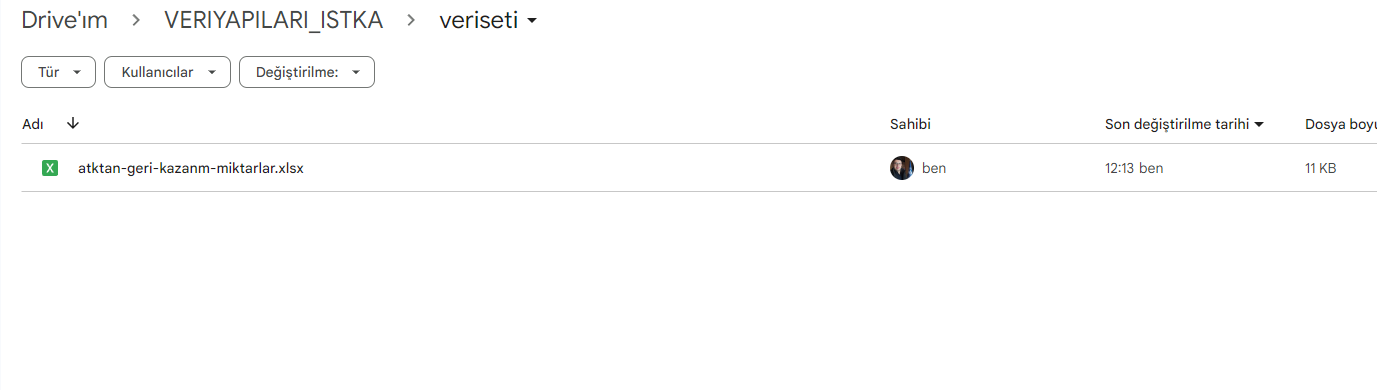 Drive'ım > VERIYAPILARI_ISTKA > veriseti
Tür Kullanıcılar Değiştirilme:
Adı Sahibi Son değiştirilme tarihi Dosya boyu
X atktan-geri-kazanm-miktarlar.xlsx ben 12:13 ben 11 KB